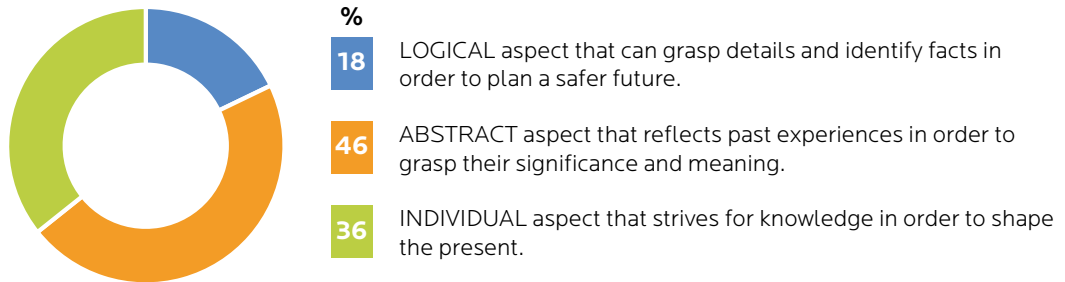 %
18
LOGICAL aspect that can grasp details and identify facts in
order to plan a safer future.
46
ABSTRACT aspect that reflects past experiences in order to
grasp their significance and meaning.
36
INDIVIDUAL aspect that strives for knowledge in order to shape
the present.